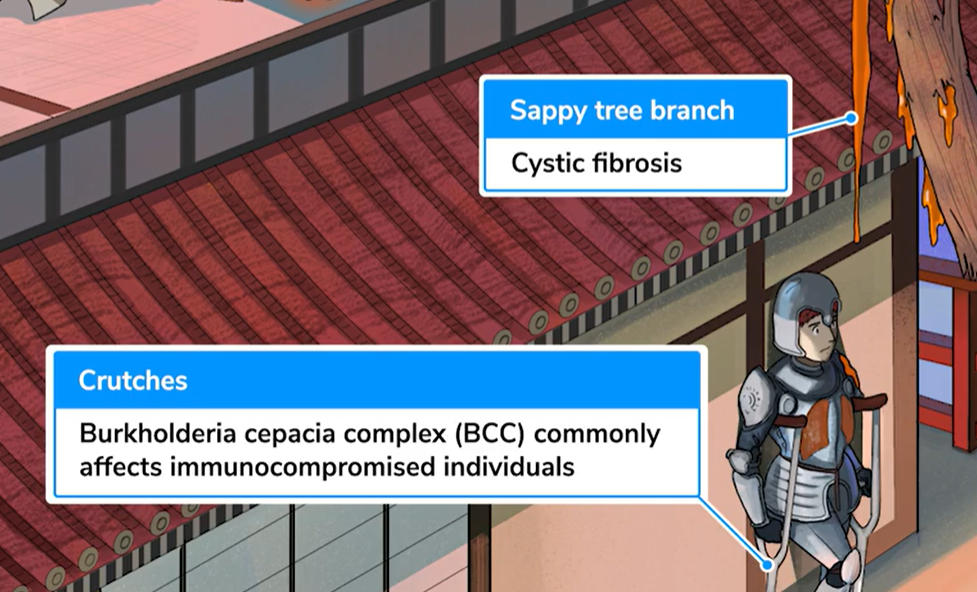 Sappy tree branch
Cystic fibrosis
Crutches
Burkholderia cepacia complex (BCC) commonly
affects immunocompromised individuals